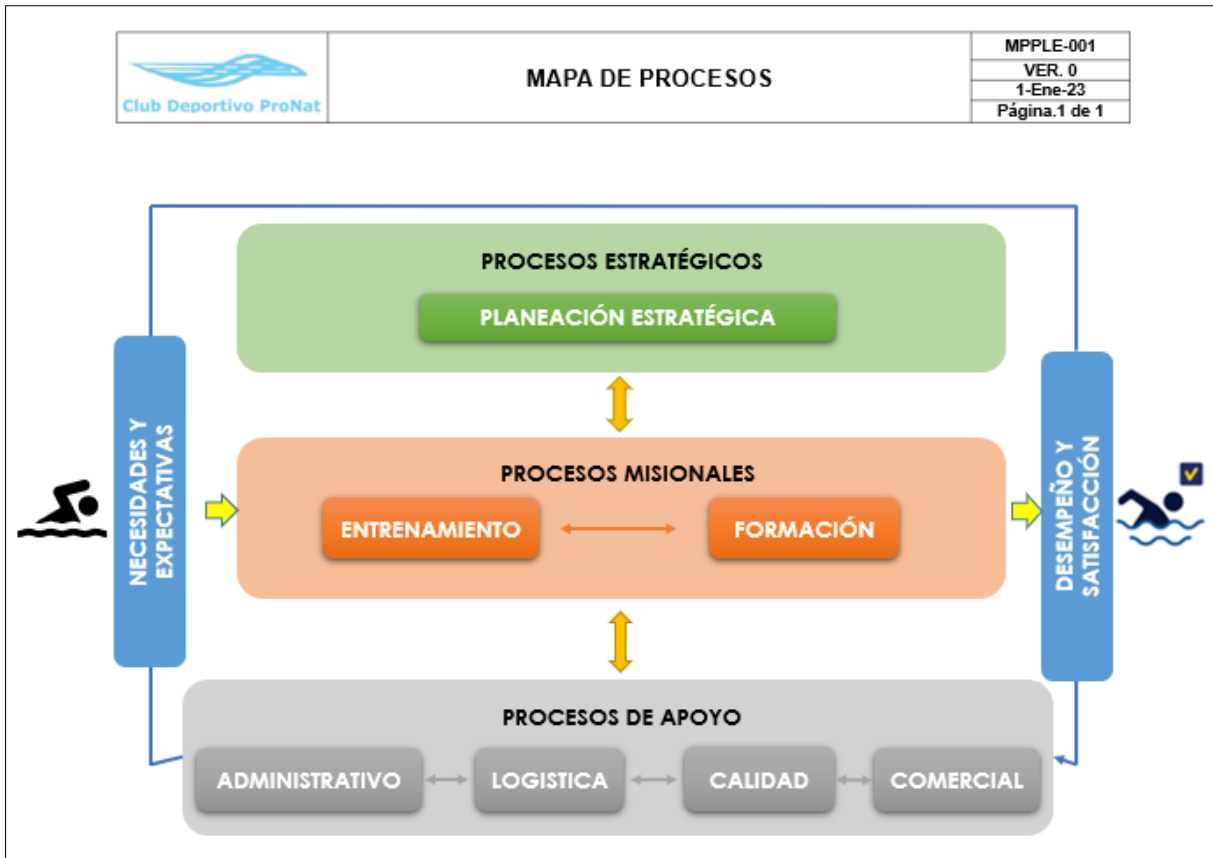 Club Deportivo ProNat
MAPA DE PROCESOS
MPPLE-001
VER. 0
1-Ene-23
Página.1 de 1
PROCESOS ESTRATÉGICOS
PLANEACIÓN ESTRATÉGICA
NECESIDADES Y
EXPECTATIVAS
PROCESOS MISIONALES
ENTRENAMIENTO
FORMACIÓN
DESEMPEÑO Y
SATISFACCIÓN
PROCESOS DE APOYO
ADMINISTRATIVO
LOGISTICA
CALIDAD
COMERCIAL